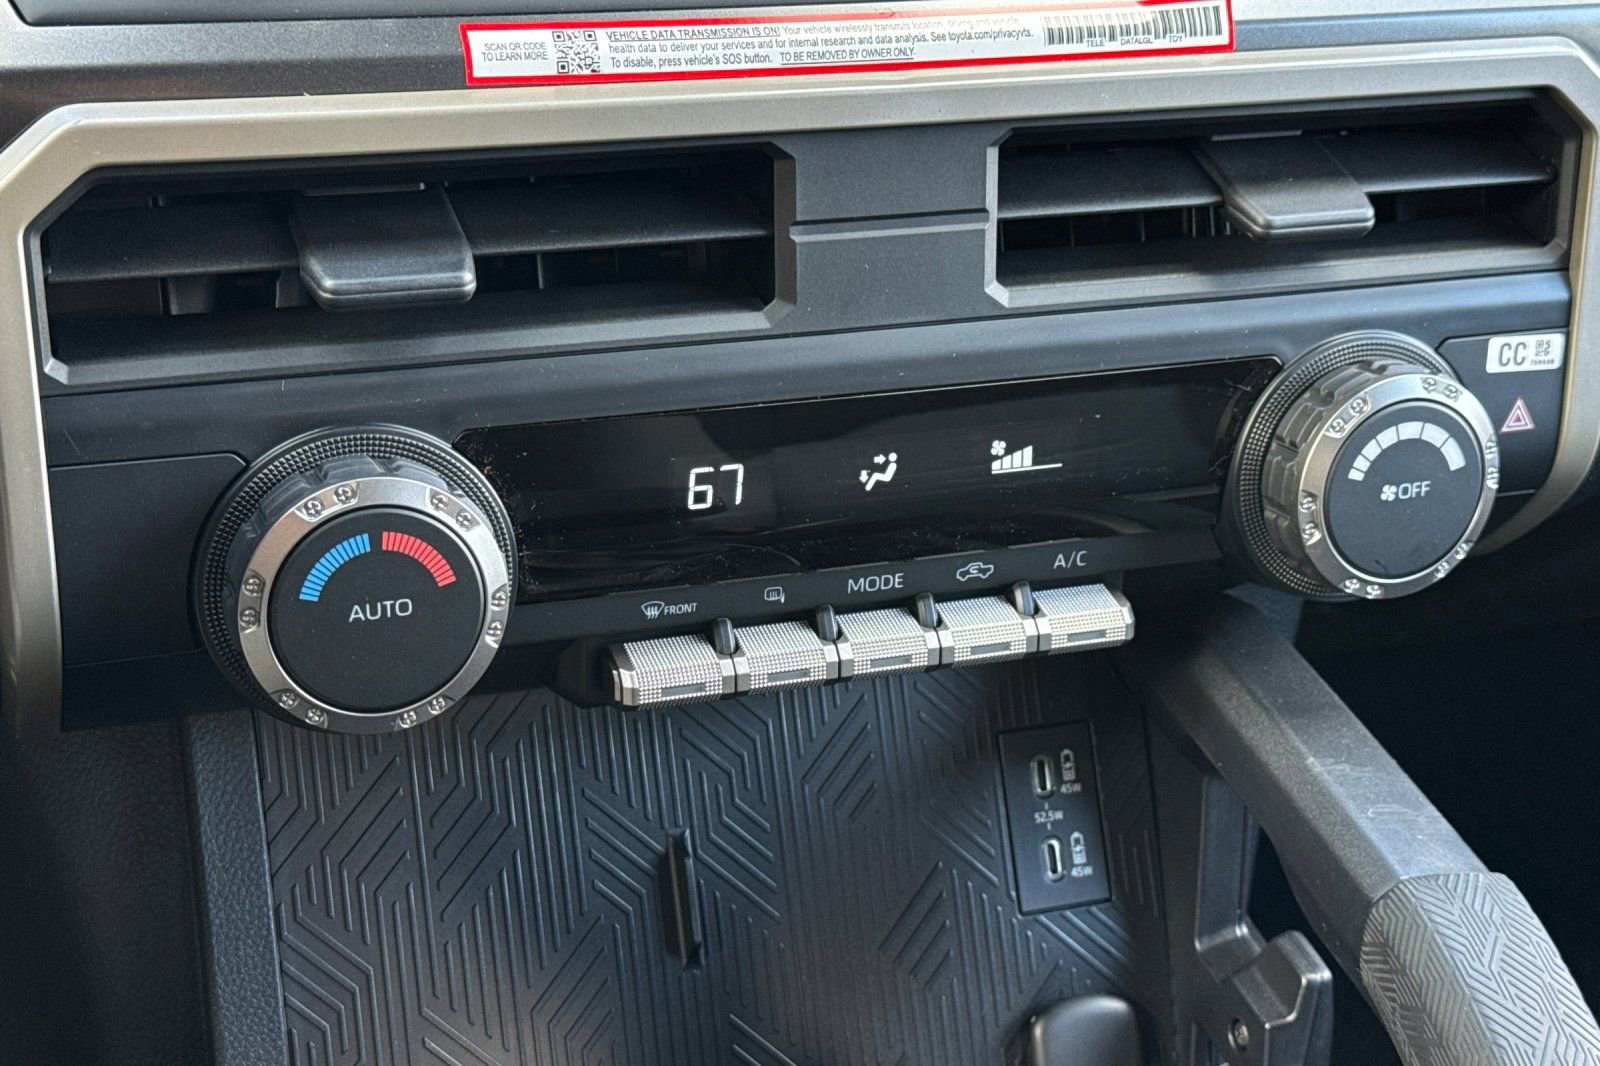 SCAN QR CODE
TO LEARN MORE
VEHICLE DATA TRANSMISSION IS ON! Your vehicle wirelessly transmits location, driving and vehicle
health data to deliver your services and for internal research and data analysis. See toyota.com/privacyvts.
To disable, press vehicle's SOS button. TO BE REMOVED BY OWNER ONLY.
TELE DATALGL TOY
CC
67
OFF
AUTO
FRONT
MODE
A/C
45W
52.5W
45W